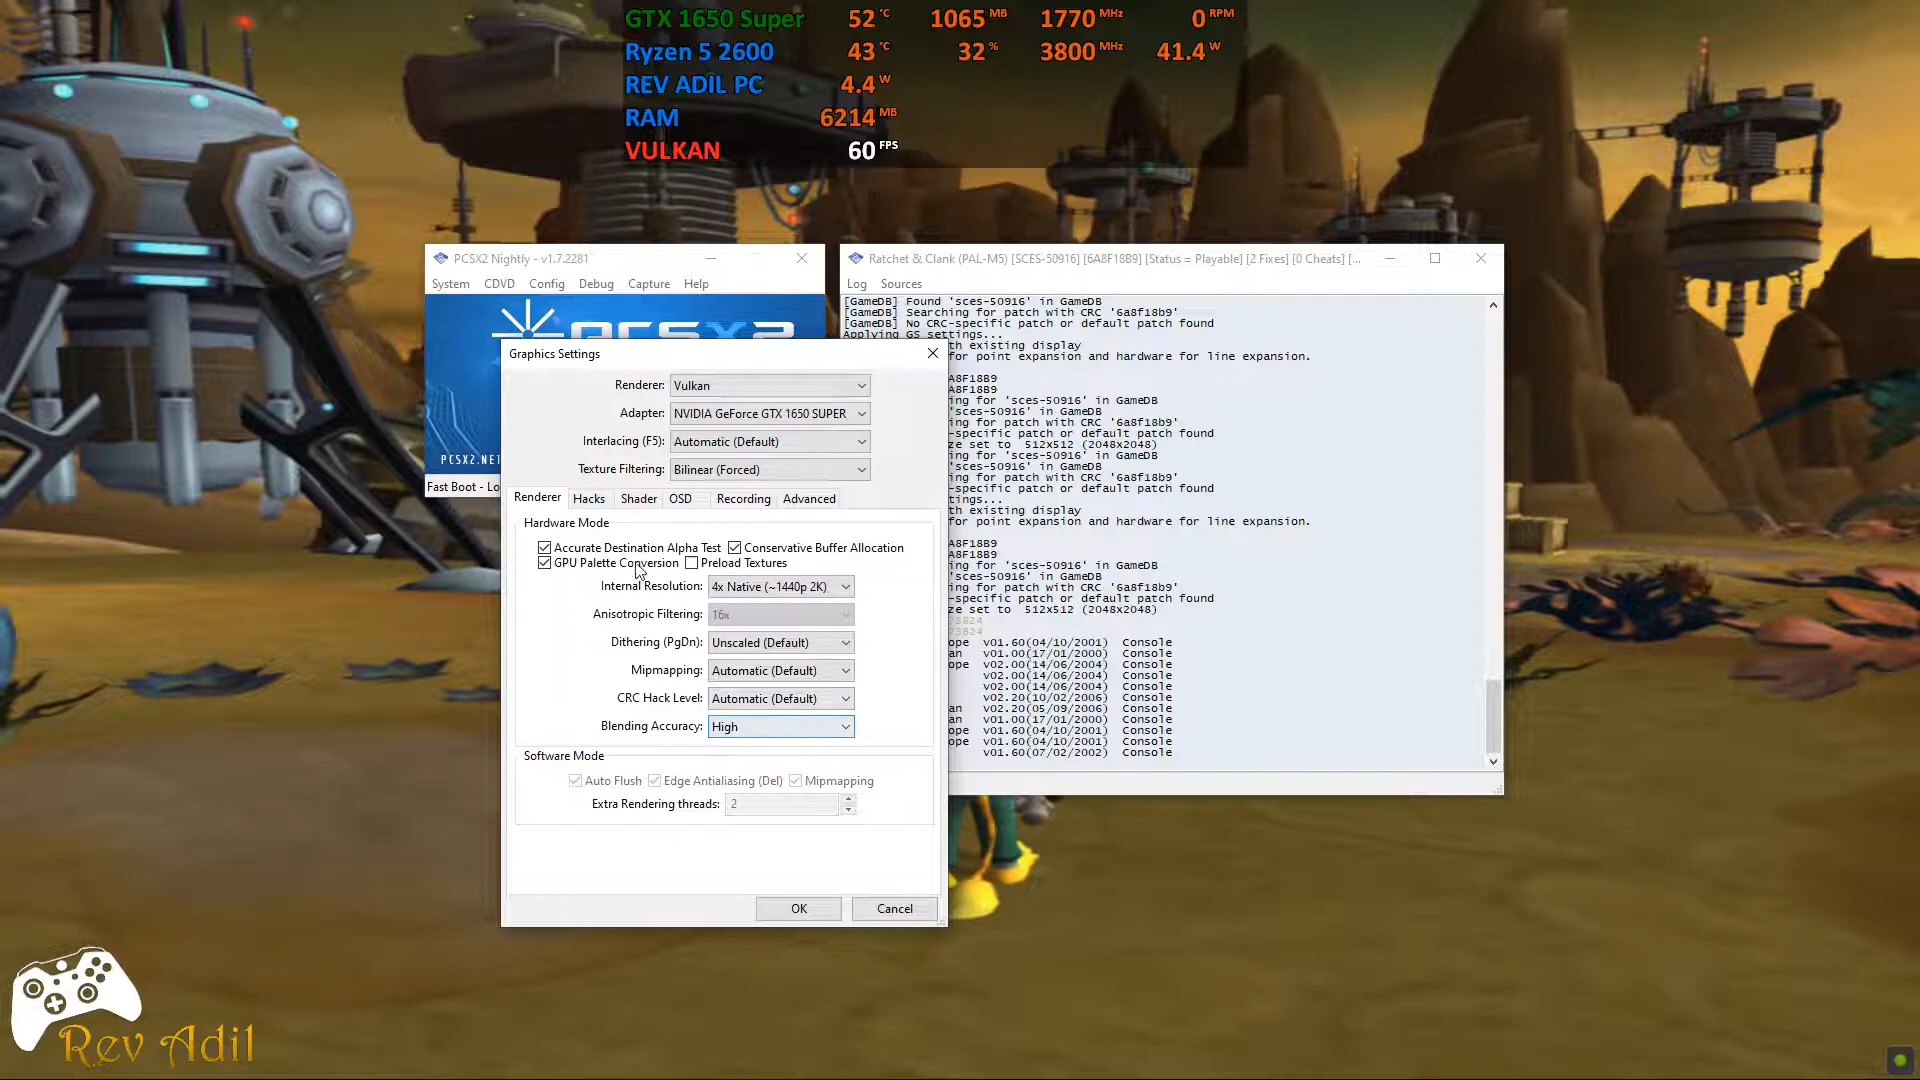 GTX 1650 Super 52 °C 1065 MB 1770 MHz 0 RPM
Ryzen 5 2600 43 °C 32 % 3800 MHz 41.4 W
REV ADIL PC 4.4 W
RAM 6214 MB
VULKAN 60 FPS
PCSX2 Nightly - v1.7.2281
System CDVD Config Debug Capture Help
PCSX2
PCSX2.NET
Fast Boot - Lo
Ratchet & Clank (PAL-M5) [SCES-50916] [6A8F18B9] [Status = Playable] [2 Fixes] [0 Cheats] [...
Log Sources
[GameDB] Found 'sces-50916' in GameDB
[GameDB] Searching for patch with CRC '6a8f18b9'
[GameDB] No CRC-specific patch or default patch found
Applying GS settings...
th existing display
for point expansion and hardware for line expansion.
A8F18B9
A8F18B9
ing for 'sces-50916' in GameDB
'sces-50916' in GameDB
ing for patch with CRC '6a8f18b9'
-specific patch or default patch found
ze set to 512x512 (2048x2048)
ing for 'sces-50916' in GameDB
'sces-50916' in GameDB
ing for patch with CRC '6a8f18b9'
-specific patch or default patch found
tings...
th existing display
for point expansion and hardware for line expansion.
A8F18B9
A8F18B9
ing for 'sces-50916' in GameDB
'sces-50916' in GameDB
ing for patch with CRC '6a8f18b9'
-specific patch or default patch found
ze set to 512x512 (2048x2048)
73824
73824
ope v01.60(04/10/2001) Console
an v01.00(17/01/2000) Console
ope v02.00(14/06/2004) Console
v02.00(14/06/2004) Console
v02.20(10/02/2006) Console
an v02.20(05/09/2006) Console
an v01.00(17/01/2000) Console
ope v01.60(04/10/2001) Console
ope v01.60(04/10/2001) Console
v01.60(07/02/2002) Console
Graphics Settings
Renderer: Vulkan
Adapter: NVIDIA GeForce GTX 1650 SUPER
Interlacing (F5): Automatic (Default)
Texture Filtering: Bilinear (Forced)
Renderer Hacks Shader OSD Recording Advanced
Hardware Mode
Accurate Destination Alpha Test Conservative Buffer Allocation
GPU Palette Conversion Preload Textures
Internal Resolution: 4x Native (~1440p 2K)
Anisotropic Filtering: 16x
Dithering (PgDn): Unscaled (Default)
Mipmapping: Automatic (Default)
CRC Hack Level: Automatic (Default)
Blending Accuracy: High
Software Mode
Auto Flush Edge Antialiasing (Del) Mipmapping
Extra Rendering threads: 2
OK Cancel
Rev Adil